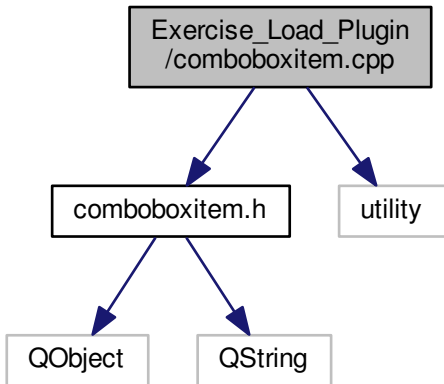 Exercise_Load_Plugin
/comboboxitem.cpp
comboboxitem.h
utility
QObject
QString